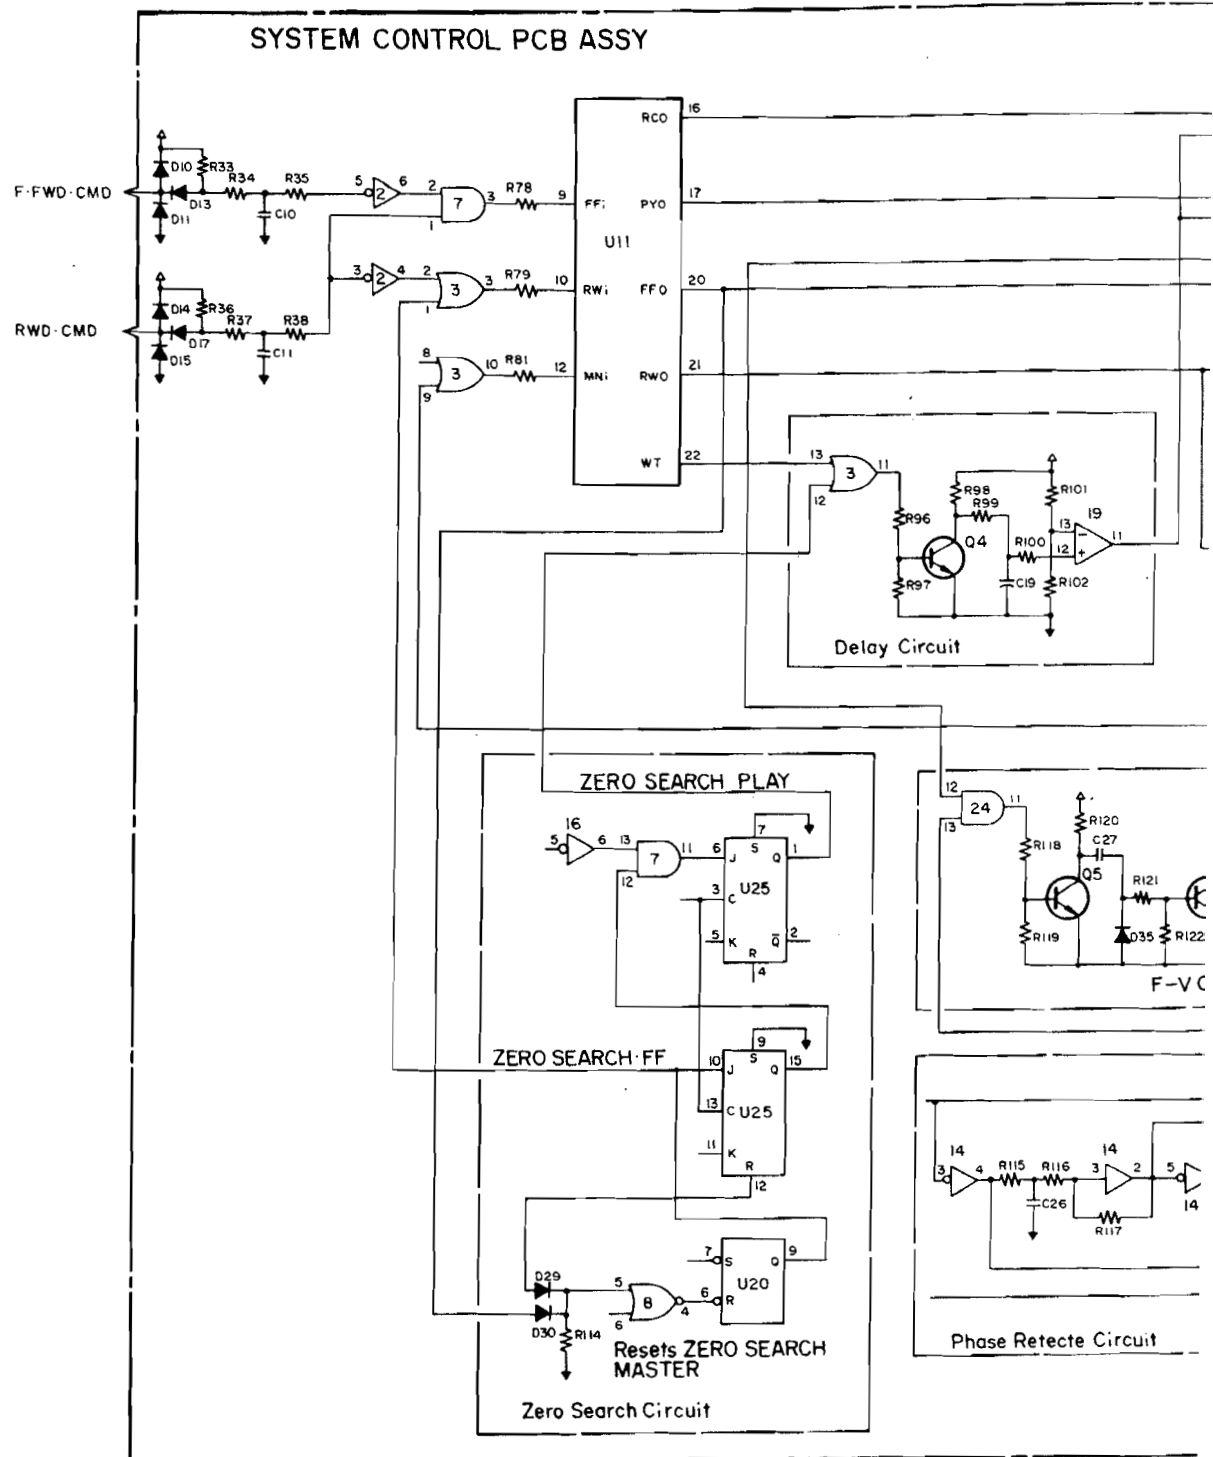 SYSTEM CONTROL PCB ASSY
16
RCO
D10
R33
R34
R35
5
2
6
2
7
3
R78
9
FFi
PYO
17
F·FWD·CMD
D13
D11
C10
1
U11
3
2
4
2
3
3
R79
10
RWi
FFO
20
1
D14
R36
R37
R38
RWD·CMD
D17
D15
C11
8
3
10
R81
12
MNi
RWO
21
9
WT
22
13
3
11
12
R98
R99
R101
19
R96
Q4
13
−
R100
12
+
11
R97
C19
R102
Delay Circuit
ZERO SEARCH PLAY
16
5
6
13
7
11
12
7
S
6
J
Q
1
U25
3
C
5
K
Q̅
2
R
4
12
24
11
13
R120
C27
R118
Q5
R121
R119
D35
R122
F-V C
ZERO SEARCH·FF
9
S
10
J
Q
15
13
C
U25
11
K
R
12
14
3
4
R115
R116
14
3
2
5
C26
14
R117
7
S
Q
9
U20
D29
5
8
4
6
R
D30
R114
6
Resets ZERO SEARCH
MASTER
Phase Retecte Circuit
Zero Search Circuit